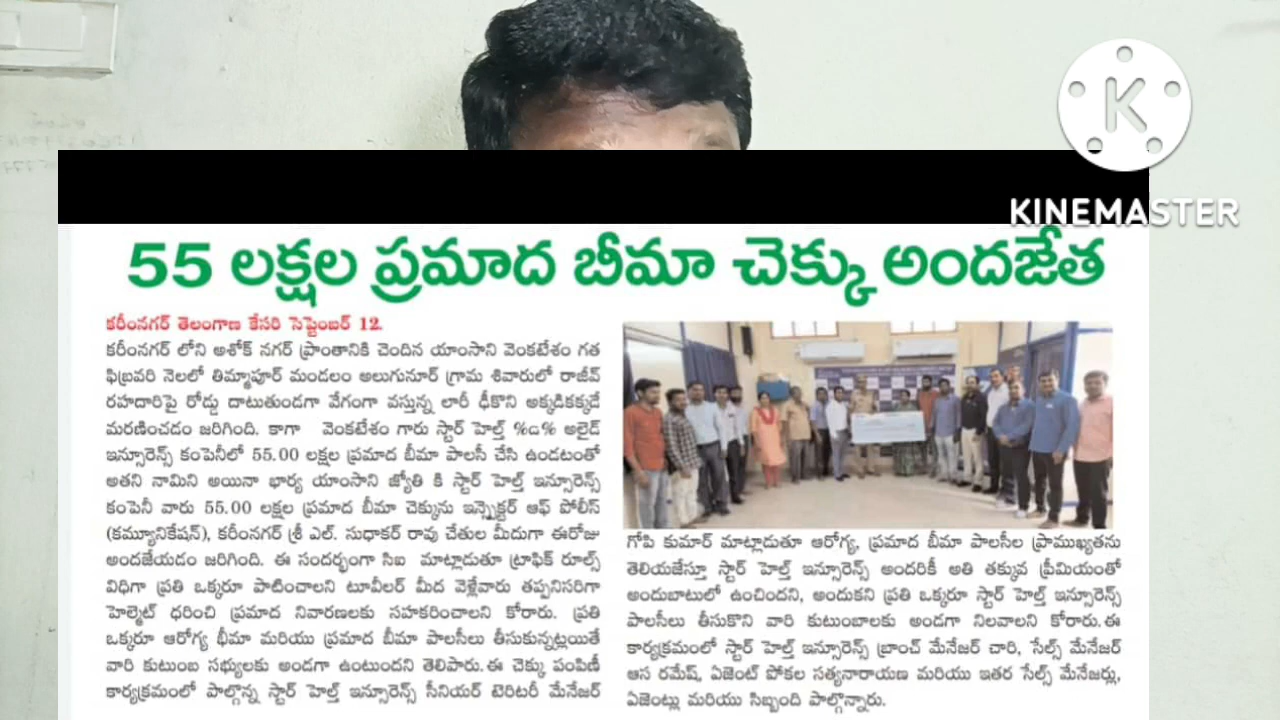 K
KINEMASTER
55 లక్షల ప్రమాద బీమా చెక్కు అందజేత
కరీంనగర్ తెలంగాణ కేసరి సెప్టెంబర్ 12.
కరీంనగర్ లోని అశోక్ నగర్ ప్రాంతానికి చెందిన యాంసాని వెంకటేశం గత
ఫిబ్రవరి నెలలో తిమ్మాపూర్ మండలం అలుగునూర్ గ్రామ శివారులో రాజీవ్
రహదారిపై రోడ్డు దాటుతుండగా వేగంగా వస్తున్న లారీ ఢీకొని అక్కడికక్కడే
మరణించడం జరిగింది. కాగా వెంకటేశం గారు స్టార్ హెల్త్ %డ% అలైడ్
ఇన్సూరెన్స్ కంపెనీలో 55.00 లక్షల ప్రమాద బీమా పాలసీ చేసి ఉండటంతో
అతని నామిని అయినా భార్య యాంసాని జ్యోతి కి స్టార్ హెల్త్ ఇన్సూరెన్స్
కంపెనీ వారు 55.00 లక్షల ప్రమాద బీమా చెక్కును ఇన్స్పెక్టర్ ఆఫ్ పోలీస్
(కమ్యూనికేషన్), కరీంనగర్ శ్రీ ఎల్. సుధాకర్ రావు చేతుల మీదుగా ఈరోజు
అందజేయడం జరిగింది. ఈ సందర్భంగా సిఐ మాట్లాడుతూ ట్రాఫిక్ రూల్స్
విధిగా ప్రతి ఒక్కరూ పాటించాలని టూవీలర్ మీద వెళ్లేవారు తప్పనిసరిగా
హెల్మెట్ ధరించి ప్రమాద నివారణలకు సహకరించాలని కోరారు. ప్రతి
ఒక్కరూ ఆరోగ్య భీమా మరియు ప్రమాద బీమా పాలసీలు తీసుకున్నట్లయితే
వారి కుటుంబ సభ్యులకు అండగా ఉంటుందని తెలిపారు.ఈ చెక్కు పంపిణీ
కార్యక్రమంలో పాల్గొన్న స్టార్ హెల్త్ ఇన్సూరెన్స్ సీనియర్ టెరిటరీ మేనేజర్
గోపి కుమార్ మాట్లాడుతూ ఆరోగ్య, ప్రమాద బీమా పాలసీల ప్రాముఖ్యతను
తెలియజేస్తూ స్టార్ హెల్త్ ఇన్సూరెన్స్ అందరికీ అతి తక్కువ ప్రీమియంతో
అందుబాటులో ఉంచిందని, అందుకని ప్రతి ఒక్కరూ స్టార్ హెల్త్ ఇన్సూరెన్స్
పాలసీలు తీసుకొని వారి కుటుంబాలకు అండగా నిలవాలని కోరారు.ఈ
కార్యక్రమంలో స్టార్ హెల్త్ ఇన్సూరెన్స్ బ్రాంచ్ మేనేజర్ చారి, సేల్స్ మేనేజర్
ఆస రమేష్, ఏజెంట్ పోకల సత్యనారాయణ మరియు ఇతర సేల్స్ మేనేజర్లు,
ఏజెంట్లు మరియు సిబ్బంది పాల్గొన్నారు.